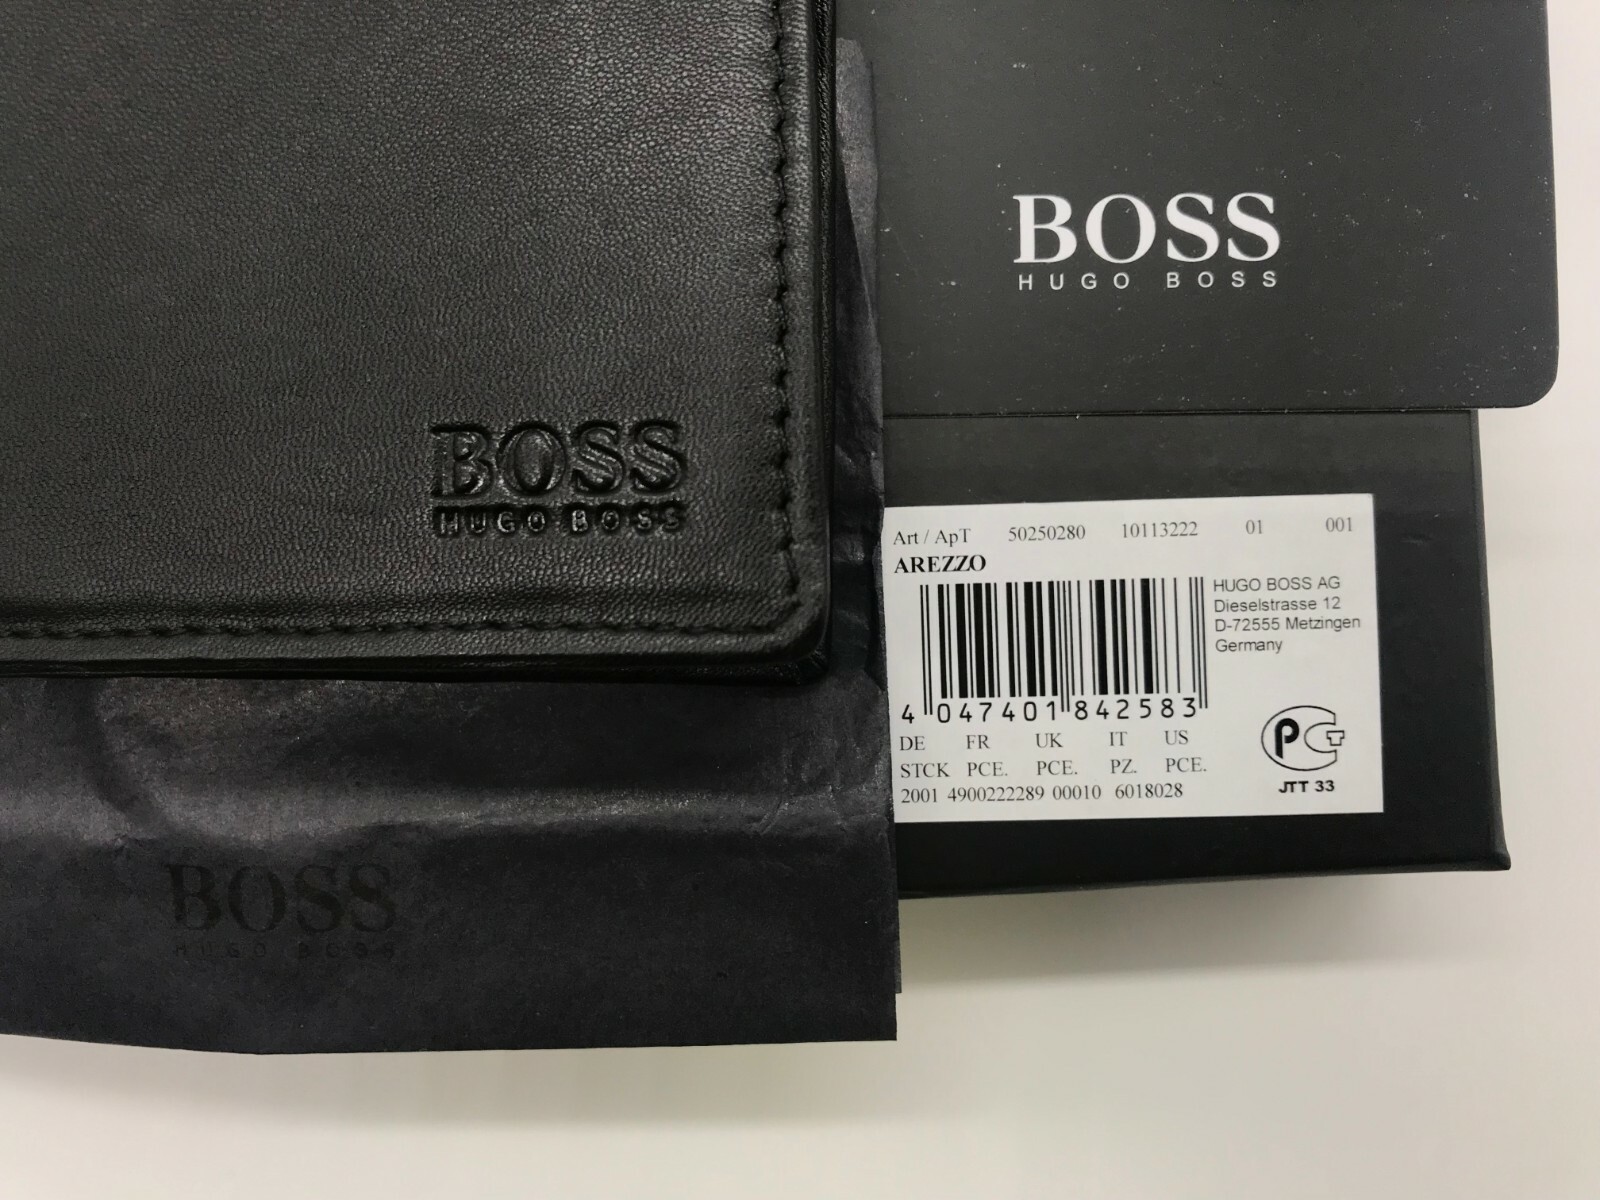 BOSS
HUGO BOSS
BOSS
HUGO BOSS
Art / ApT 50250280 10113222 01 001
AREZZO
HUGO BOSS AG
Dieselstrasse 12
D-72555 Metzingen
Germany
4 047401 842583
DE FR UK IT US
STCK PCE. PCE. PZ. PCE.
2001 4900222289 00010 6018028
PCT
JTT 33
BOSS
HUGO BOSS